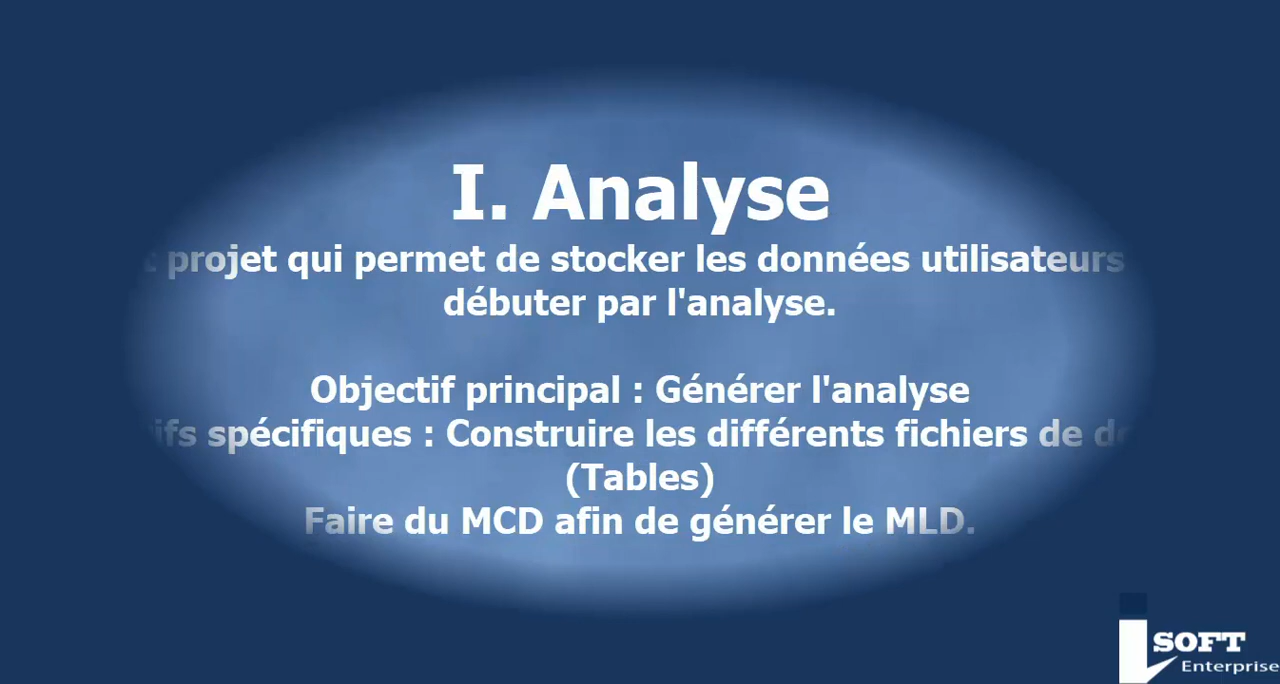 I. Analyse
projet qui permet de stocker les données utilisateurs
débuter par l'analyse.
Objectif principal : Générer l'analyse
spécifiques : Construire les différents fichiers de
(Tables)
Faire du MCD afin de générer le MLD.
SOFT
Enterprise